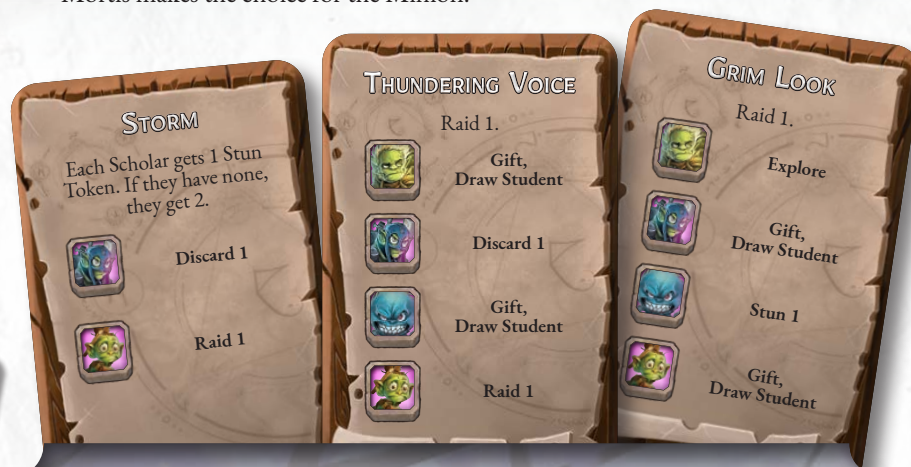 Mortis makes the choice for the Minion.
Storm
Each Scholar gets 1 Stun
Token. If they have none,
they get 2.
Discard 1
Raid 1
Thundering Voice
Raid 1.
Gift,
Draw Student
Discard 1
Gift,
Draw Student
Raid 1
Grim Look
Raid 1.
Explore
Gift,
Draw Student
Stun 1
Gift,
Draw Student